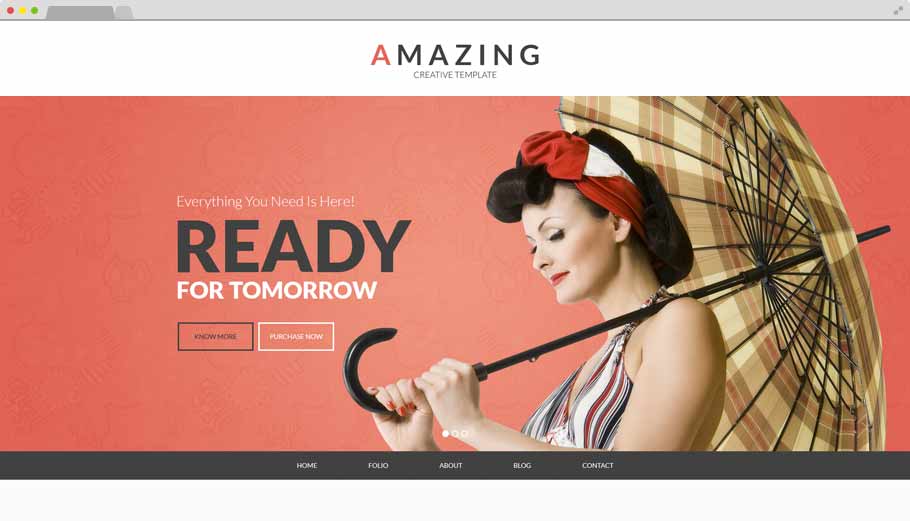 AMAZING
CREATIVE TEMPLATE
Everything You Need Is Here!
READY
FOR TOMORROW
KNOW MORE PURCHASE NOW
HOME FOLIO ABOUT BLOG CONTACT